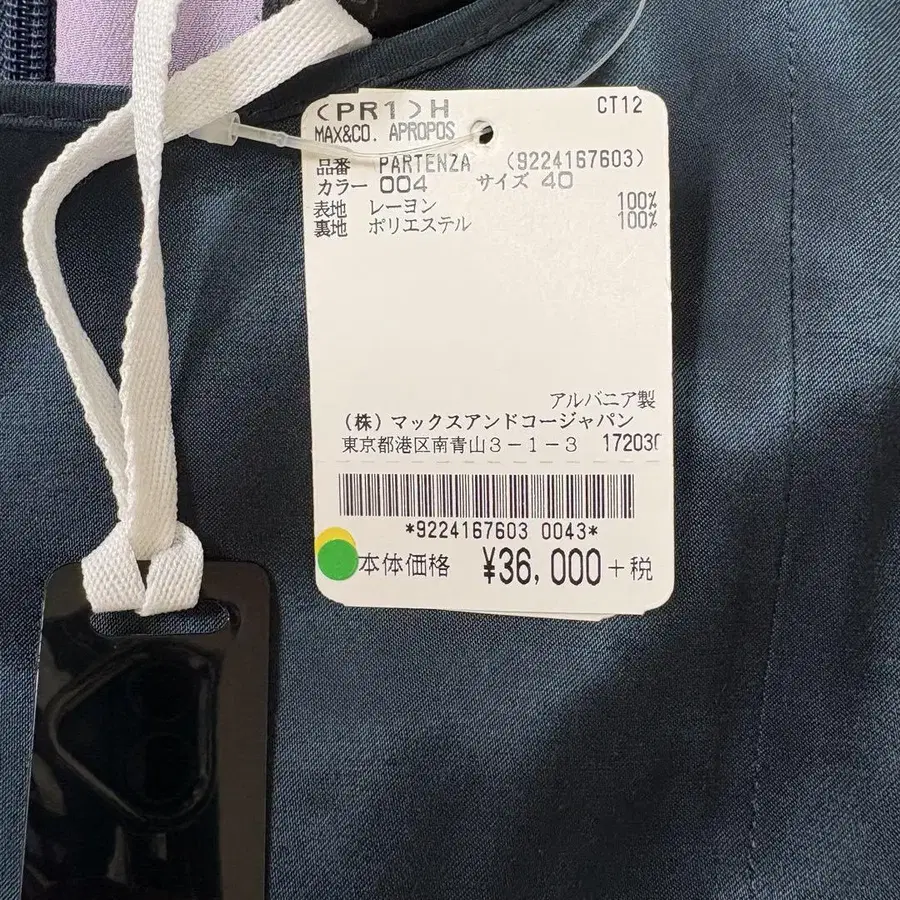 (PR1)H CT12
MAX&CO. APROPOS
品番 PARTENZA (9224167603)
カラー 004 サイズ 40
表地 レーヨン 100%
裏地 ポリエステル 100%
アルバニア製
(株)マックスアンドコージャパン
東京都港区南青山3-1-3 172030
*9224167603 0043*
本体価格 ¥36,000+税